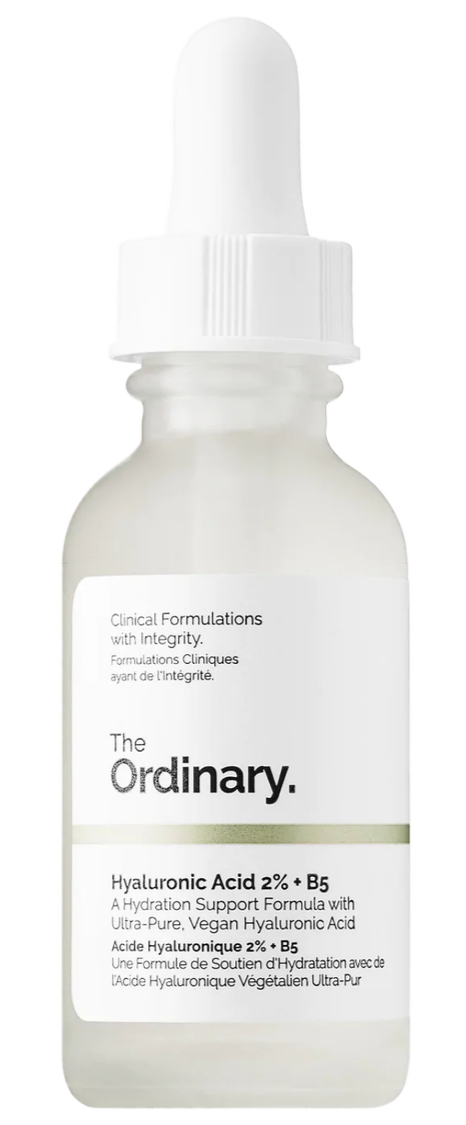 Clinical Formulations
with Integrity.
Formulations Cliniques
ayant de l'Intégrité.
The
Ordinary.
Hyaluronic Acid 2% + B5
A Hydration Support Formula with
Ultra-Pure, Vegan Hyaluronic Acid
Acide Hyaluronique 2% + B5
Une Formule de Soutien d'Hydratation avec de
l'Acide Hyaluronique Végétalien Ultra-Pur